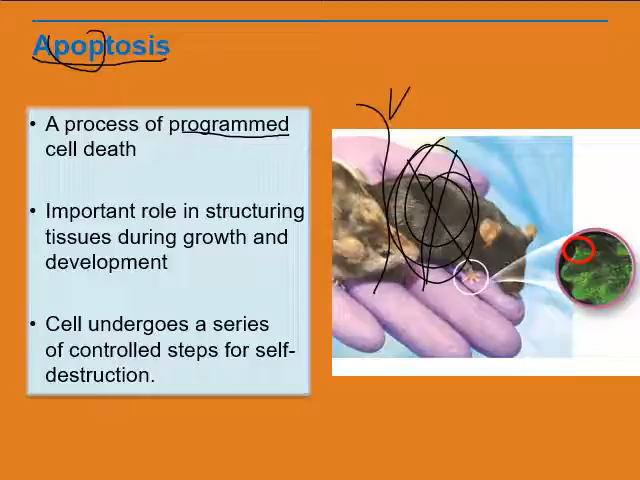 Apoptosis
• A process of programmed
cell death
• Important role in structuring
tissues during growth and
development
• Cell undergoes a series
of controlled steps for self-
destruction.